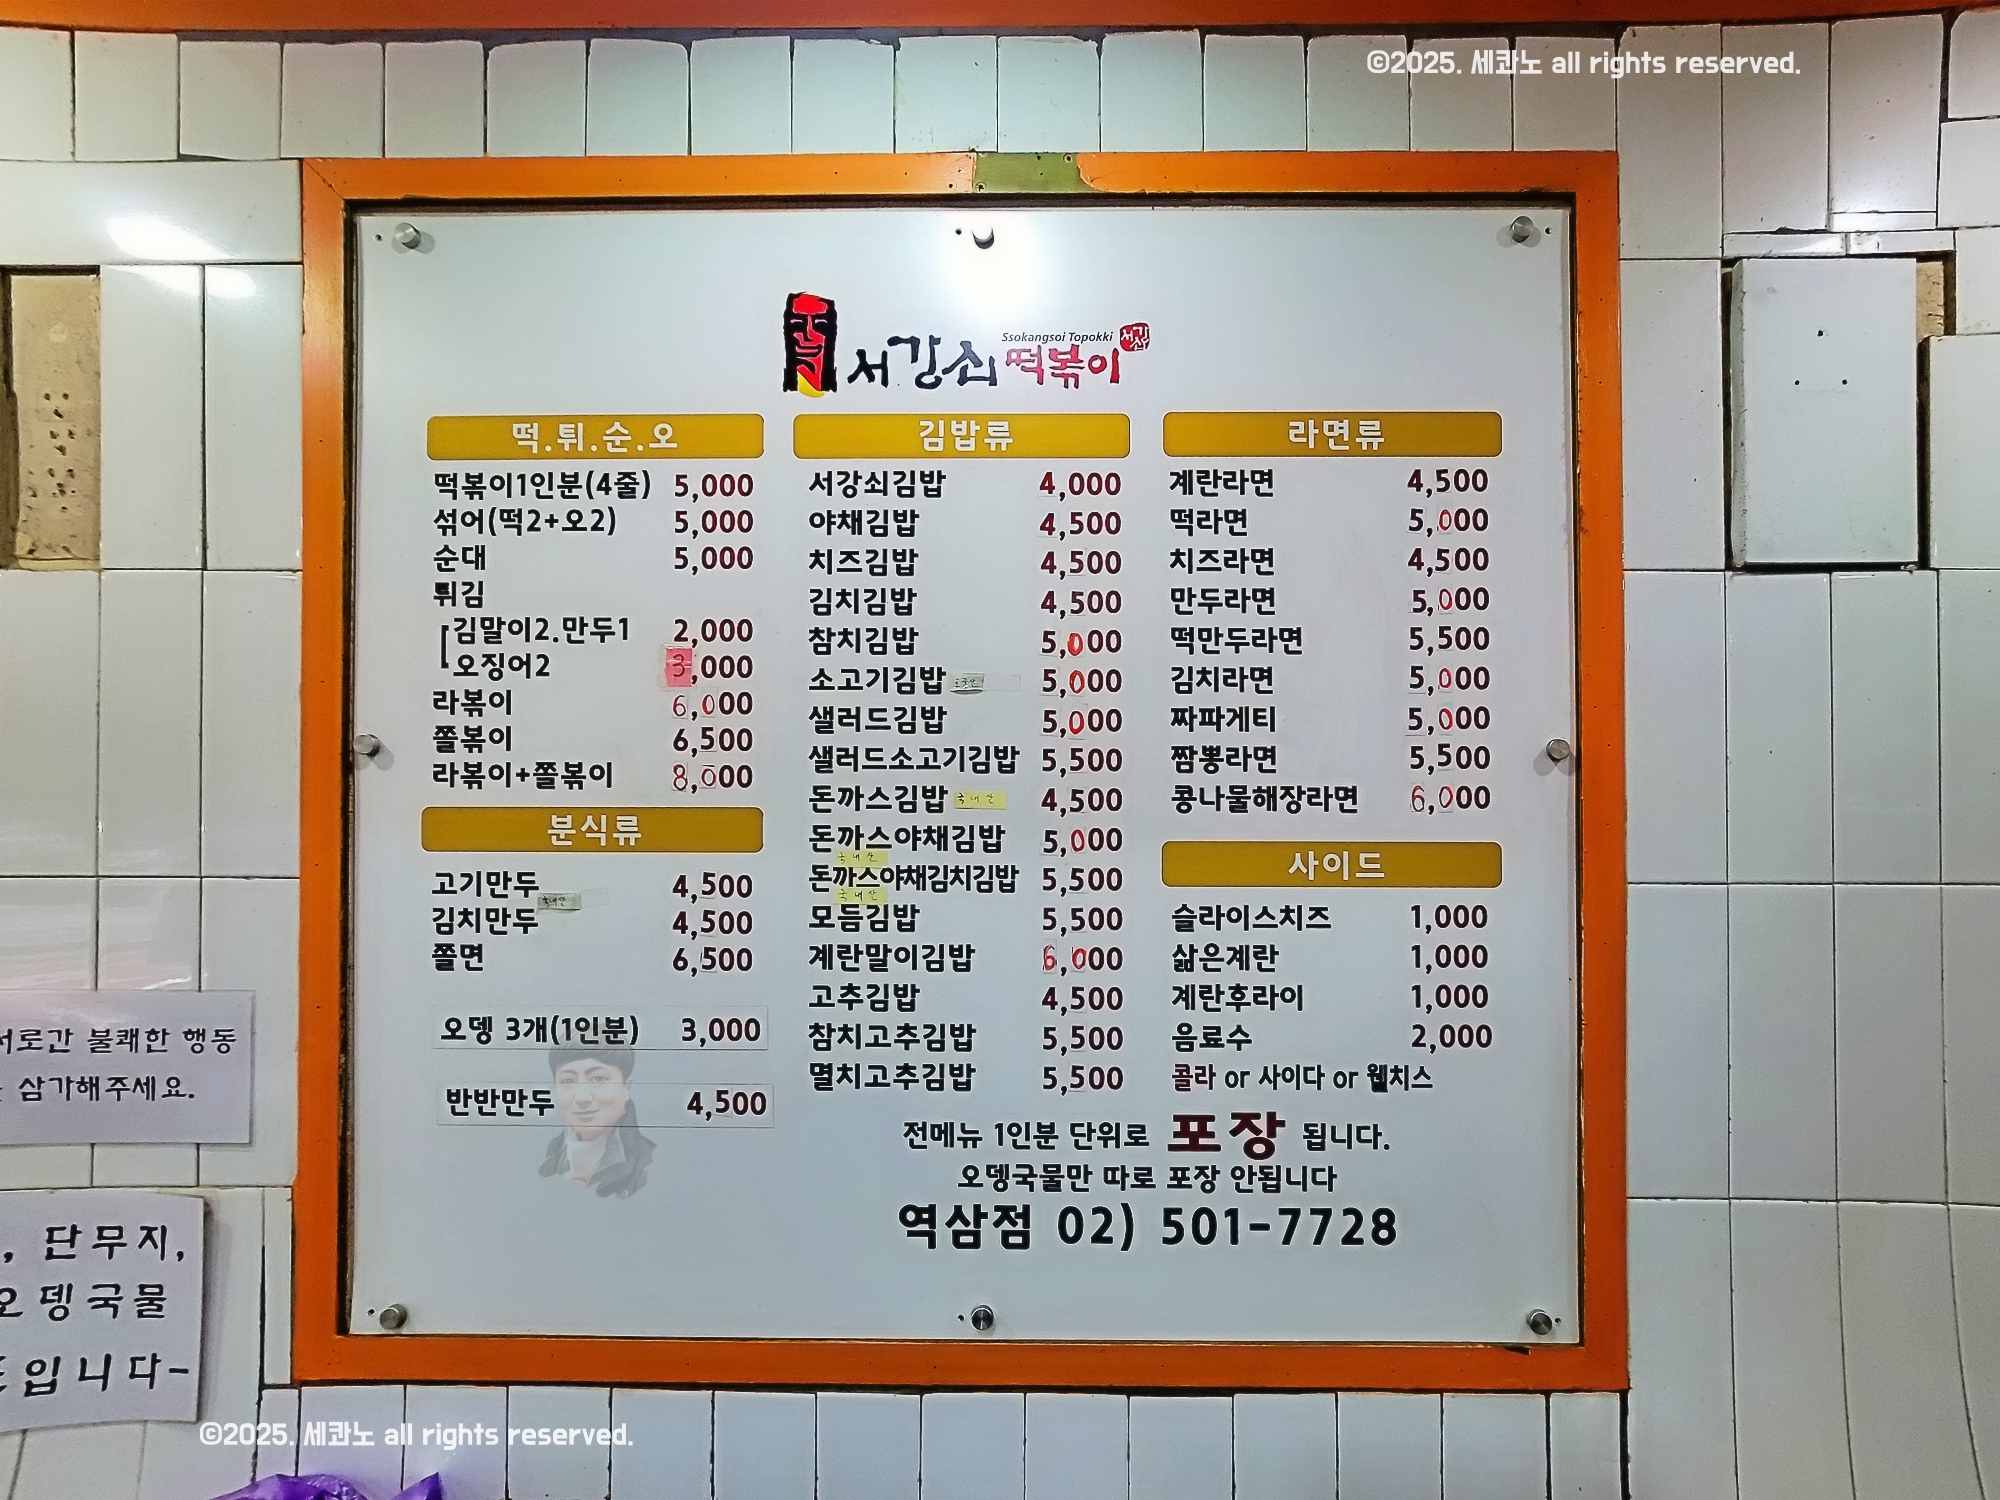 ©2025. 세콰노 all rights reserved.
Ssokangsoi Topokki
서강쇠 떡볶이
서강쇠
떡.튀.순.오
떡볶이1인분(4줄) 5,000
섞어(떡2+오2) 5,000
순대 5,000
튀김
김말이2.만두1 2,000
오징어2 3,000
라볶이 6,000
쫄볶이 6,500
라볶이+쫄볶이 8,000
분식류
고기만두 4,500
국내산
김치만두 4,500
쫄면 6,500
오뎅 3개(1인분) 3,000
반반만두 4,500
김밥류
서강쇠김밥 4,000
야채김밥 4,500
치즈김밥 4,500
김치김밥 4,500
참치김밥 5,000
소고기김밥 5,000
샐러드김밥 5,000
샐러드소고기김밥 5,500
돈까스김밥 국내산 4,500
돈까스야채김밥 5,000
국내산
돈까스야채김치김밥 5,500
국내산
모듬김밥 5,500
계란말이김밥 6,000
고추김밥 4,500
참치고추김밥 5,500
멸치고추김밥 5,500
라면류
계란라면 4,500
떡라면 5,000
치즈라면 4,500
만두라면 5,000
떡만두라면 5,500
김치라면 5,000
짜파게티 5,000
짬뽕라면 5,500
콩나물해장라면 6,000
사이드
슬라이스치즈 1,000
삶은계란 1,000
계란후라이 1,000
음료수 2,000
콜라 or 사이다 or 웰치스
전메뉴 1인분 단위로 포장 됩니다.
오뎅국물만 따로 포장 안됩니다
역삼점 02) 501-7728
서로간 불쾌한 행동
삼가해주세요.
, 단무지,
오뎅국물
입니다-
©2025. 세콰노 all rights reserved.